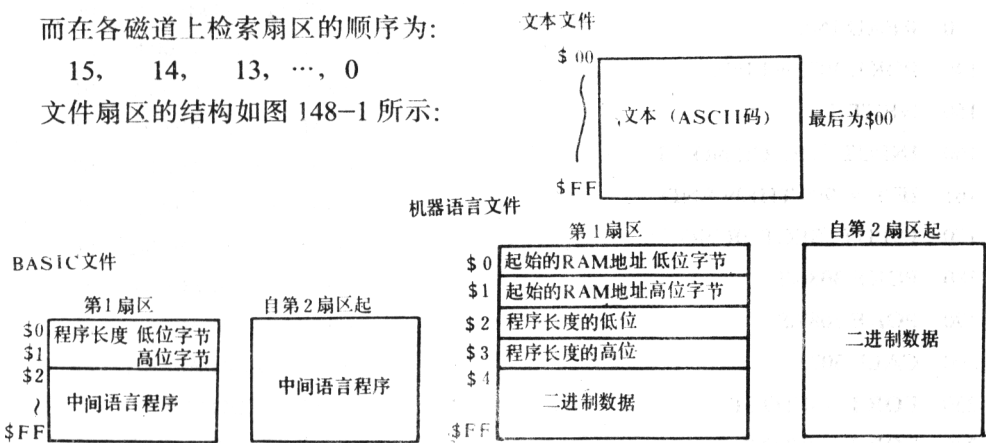 而在各磁道上检索扇区的顺序为:
15, 14, 13, …, 0
文件扇区的结构如图 148-1 所示:
文本文件
$00
文本（ASCII码）
最后为$00
$FF
机器语言文件
第1扇区
自第2扇区起
$0 起始的RAM地址 低位字节
$1 起始的RAM地址高位字节
$2 程序长度的低位
$3 程序长度的高位
$4
二进制数据
$FF
二进制数据
BASIC文件
第1扇区
自第2扇区起
$0 程序长度 低位字节
$1 高位字节
$2
中间语言程序
$FF
中间语言程序